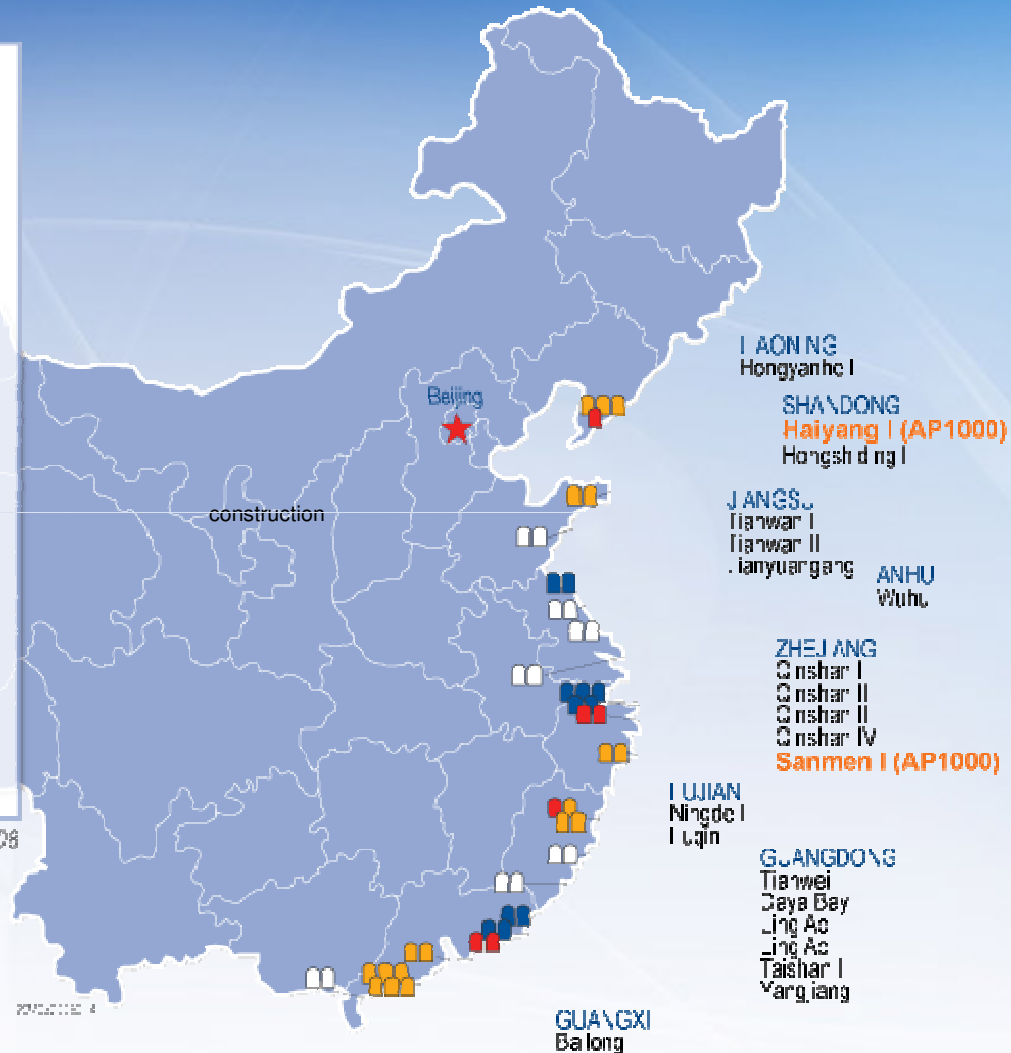 Beijing
construction
08
LIAONING
Hongyanhe I
SHANDONG
Haiyang I (AP1000)
Hongshiding I
JIANGSU
Tianwan I
Tianwan II
Lianyungang
ANHUI
Wuhu
ZHEJIANG
Qinshan I
Qinshan II
Qinshan II
Qinshan IV
Sanmen I (AP1000)
FUJIAN
Ningde I
Fuqin
GUANGDONG
Tianwei
Daya Bay
Ling Ao
Ling Ao
Taishan I
Yangjiang
GUANGXI
Bailong